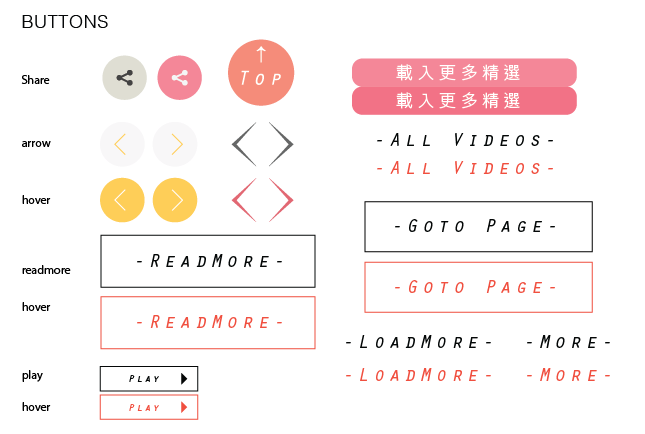 BUTTONS
Share
↑
TOP
載入更多精選
載入更多精選
arrow
-ALL VIDEOS-
-ALL VIDEOS-
hover
-GOTO PAGE-
readmore
-READMORE-
-GOTO PAGE-
hover
-READMORE-
-LOADMORE-
-MORE-
play
PLAY
-LOADMORE-
-MORE-
hover
PLAY